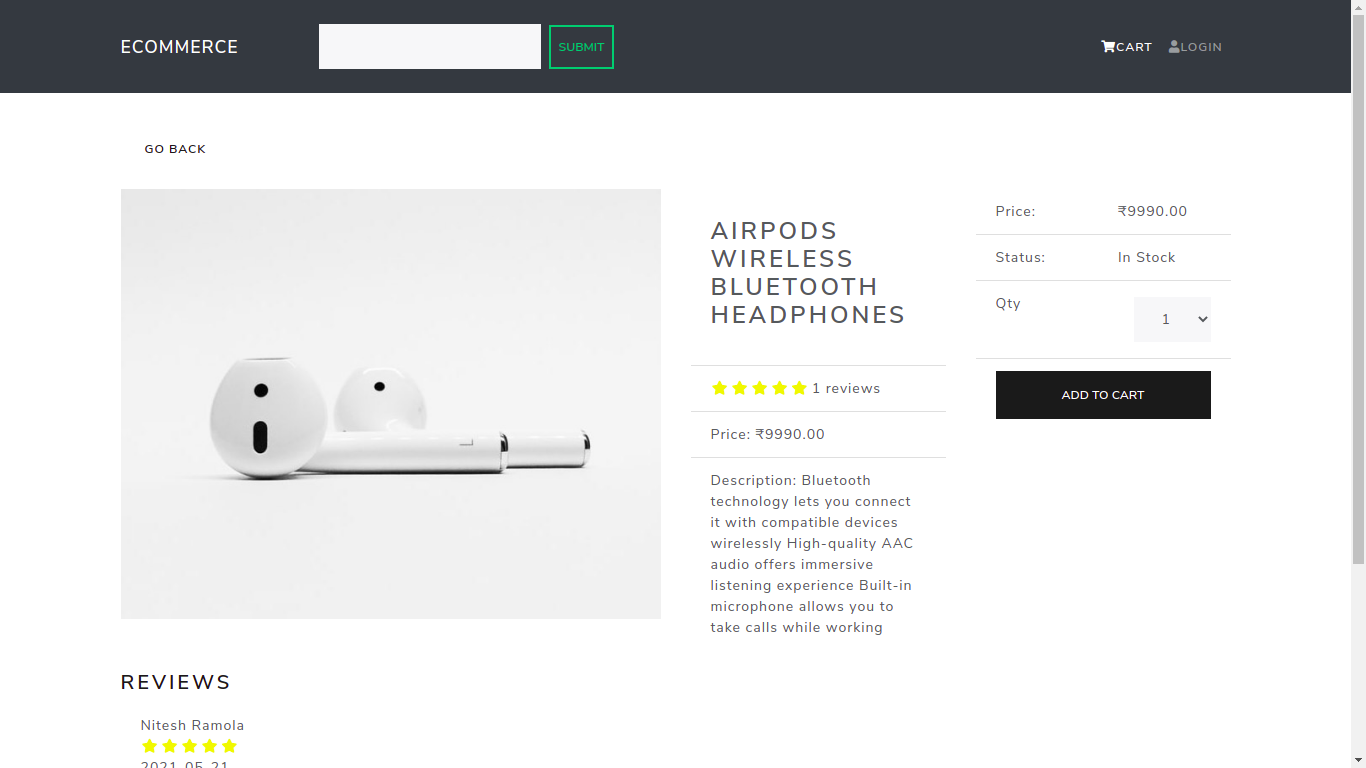 ECOMMERCE
SUBMIT
CART
LOGIN
GO BACK
AIRPODS
WIRELESS
BLUETOOTH
HEADPHONES
1 reviews
Price: ₹9990.00
Description: Bluetooth
technology lets you connect
it with compatible devices
wirelessly High-quality AAC
audio offers immersive
listening experience Built-in
microphone allows you to
take calls while working
Price: ₹9990.00
Status: In Stock
Qty 1
ADD TO CART
REVIEWS
Nitesh Ramola
2021-05-21